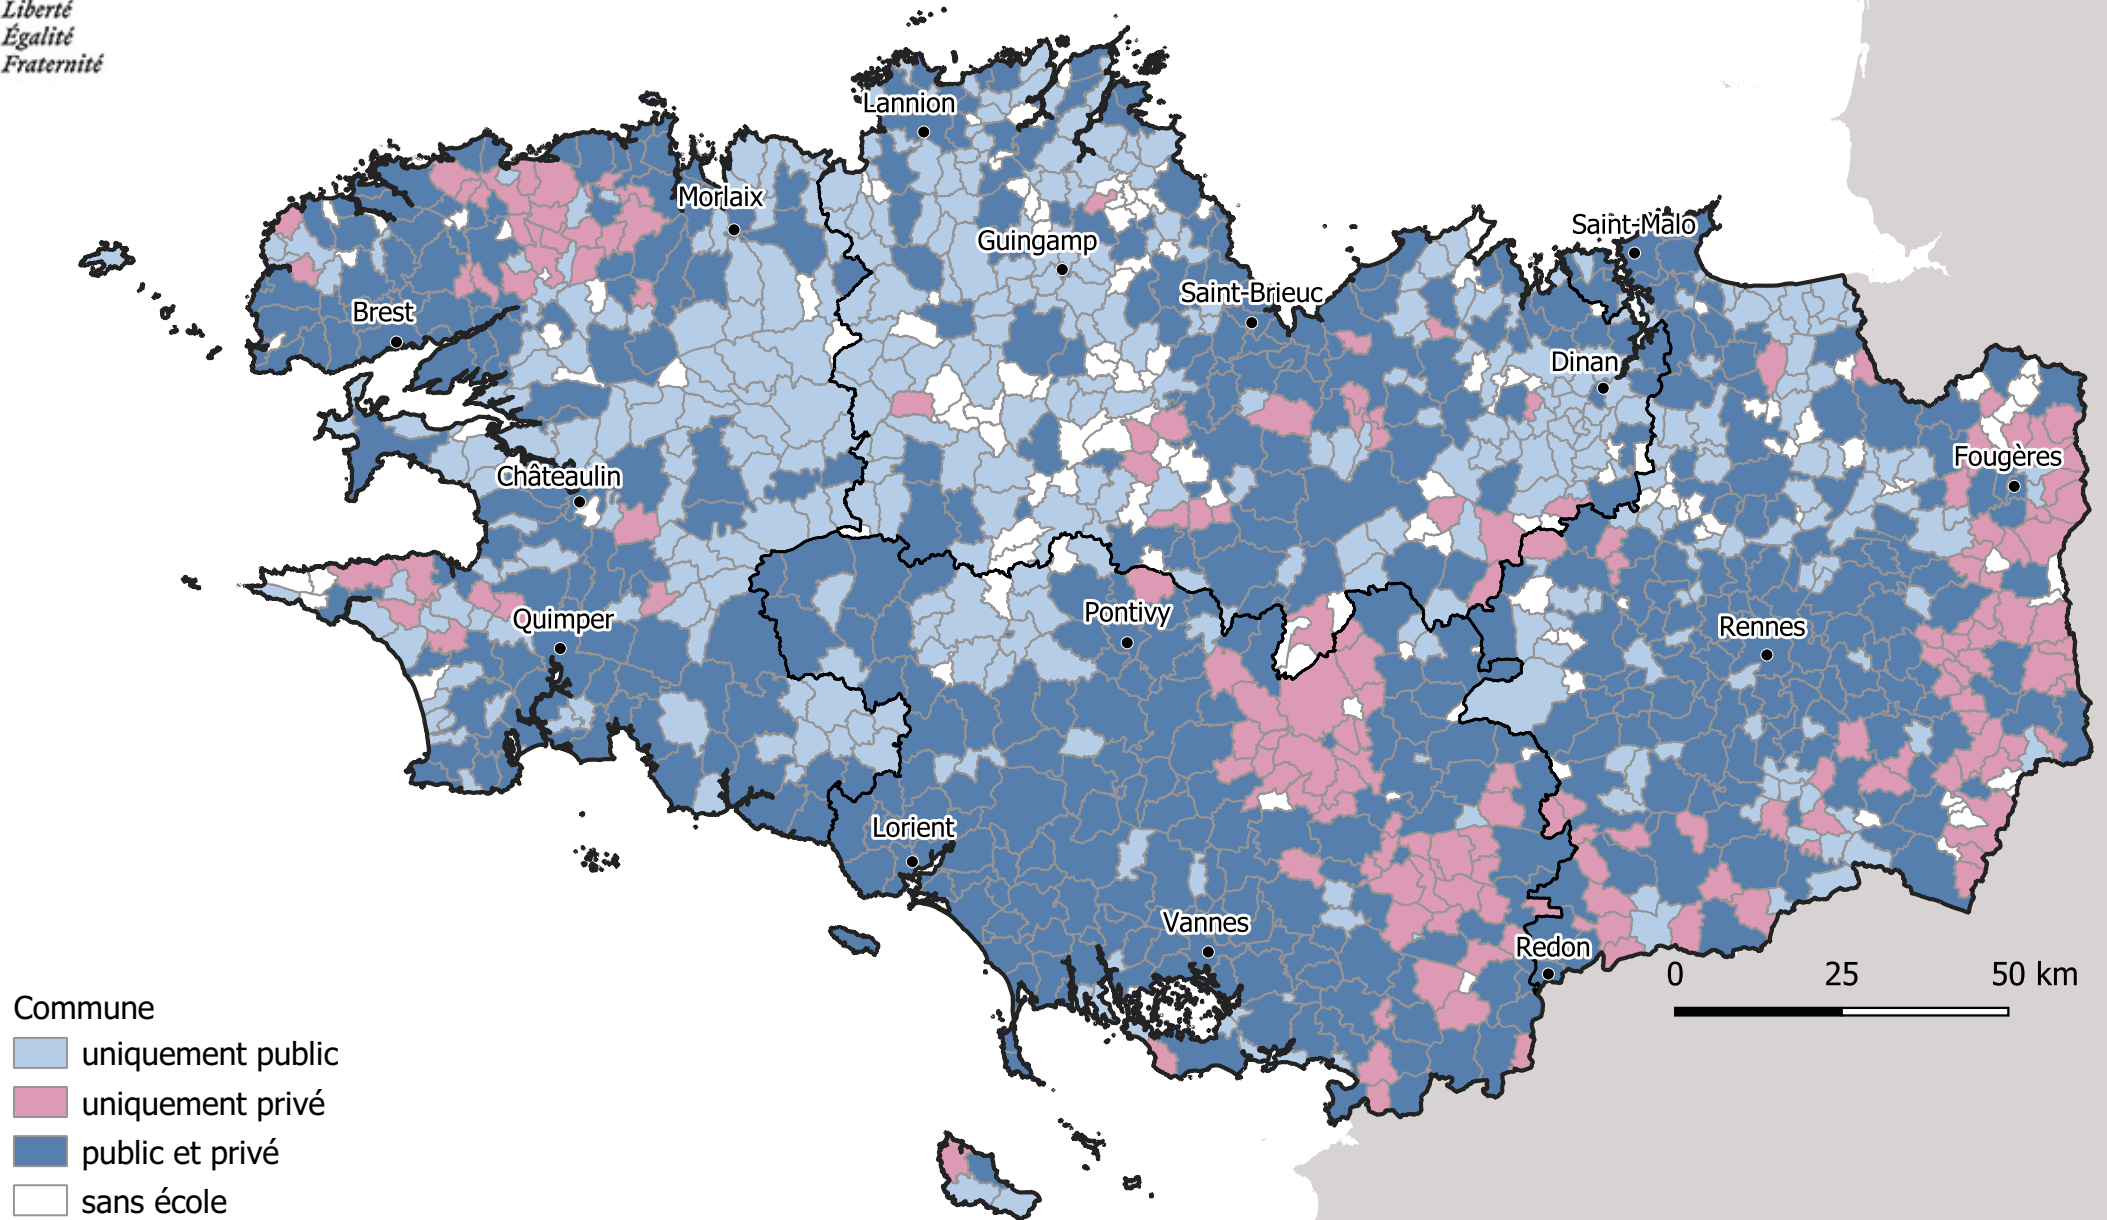 Liberté
Égalité
Fraternité
Lannion
Morlaix
Saint-Malo
Guingamp
Saint-Brieuc
Brest
Dinan
Fougères
Châteaulin
Pontivy
Quimper
Rennes
Lorient
Vannes
Redon
0 25 50 km
Commune
uniquement public
uniquement privé
public et privé
sans école